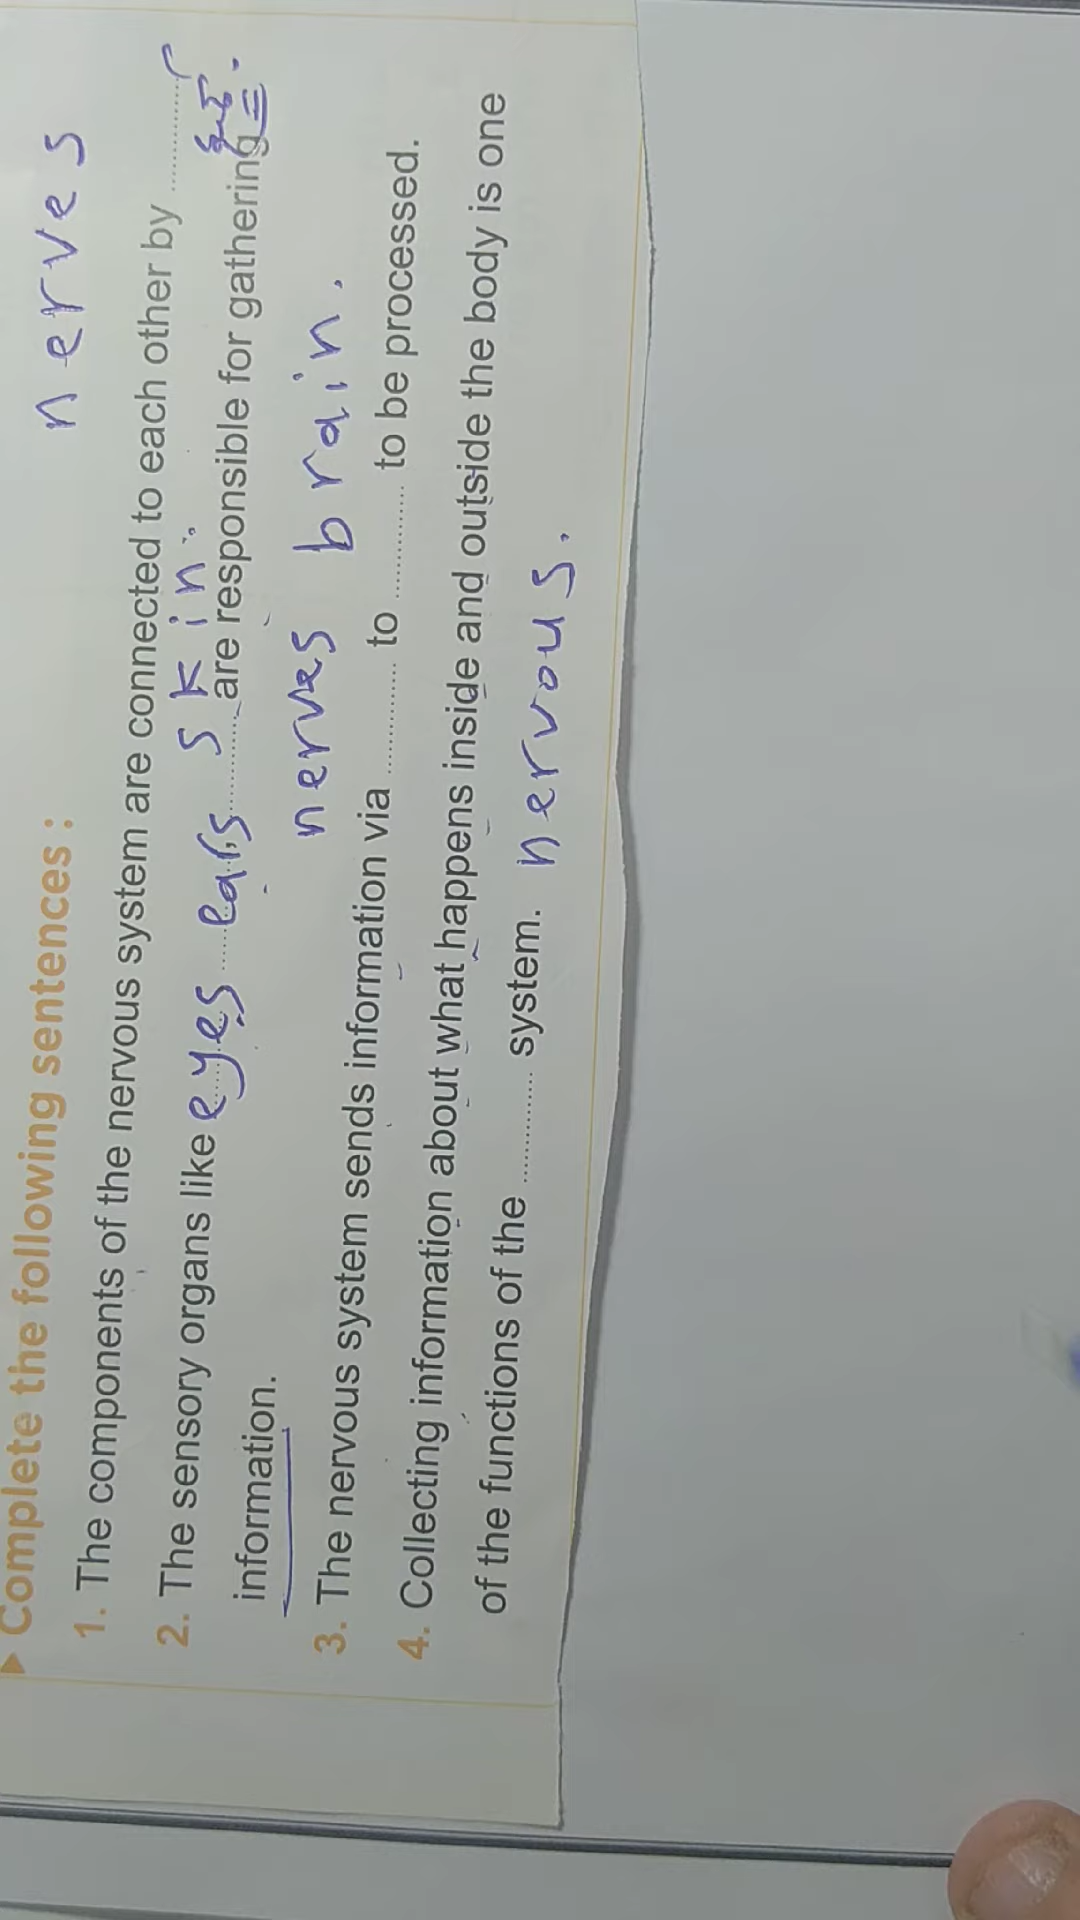 ▸ Complete the following sentences :
nerves
1. The components of the nervous system are connected to each other by ............
2. The sensory organs like eyes ears skin. are responsible for gathering
information.
nerves brain.
3. The nervous system sends information via ............ to ............ to be processed.
4. Collecting information about what happens inside and outside the body is one
of the functions of the ............ system. nervous.